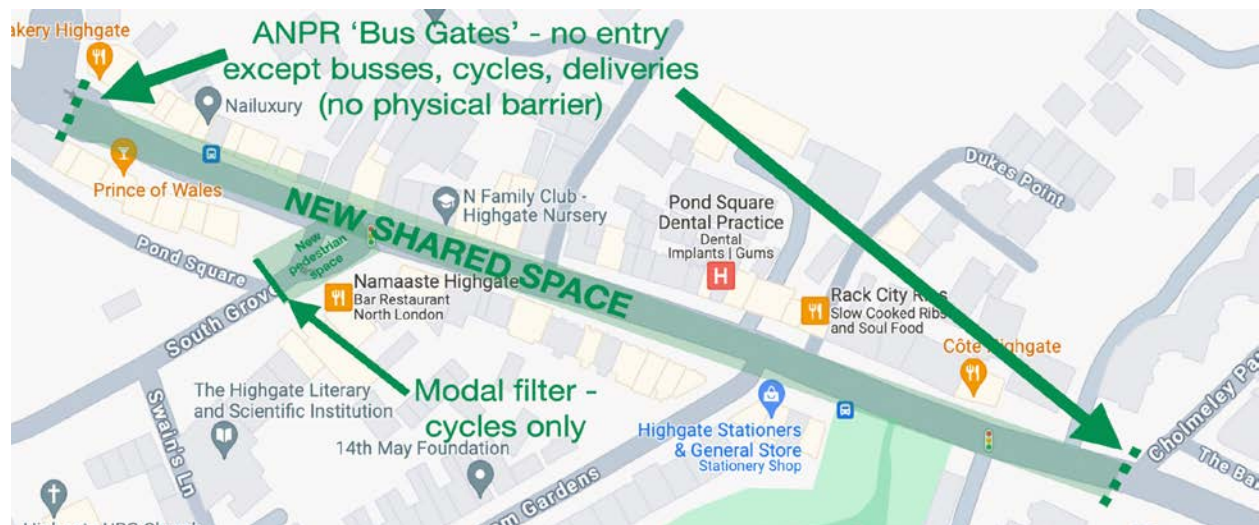 akery Highgate
ANPR ‘Bus Gates’ - no entry
except busses, cycles, deliveries
(no physical barrier)
Nailuxury
Prince of Wales
Pond Square
N Family Club -
Highgate Nursery
NEW SHARED SPACE
New
pedestrian
space
Pond Square
Dental Practice
Dental
Implants | Gums
Dukes Point
Namaaste Highgate
Bar Restaurant
North London
South Grove
Rack City Ribs
Slow Cooked Ribs
and Soul Food
Côte Highgate
Cholmeley Pa
The Ba
The Highgate Literary
and Scientific Institution
Swain's Ln
Modal filter -
cycles only
14th May Foundation
Highgate Stationers
& General Store
Stationery Shop
am Gardens
H